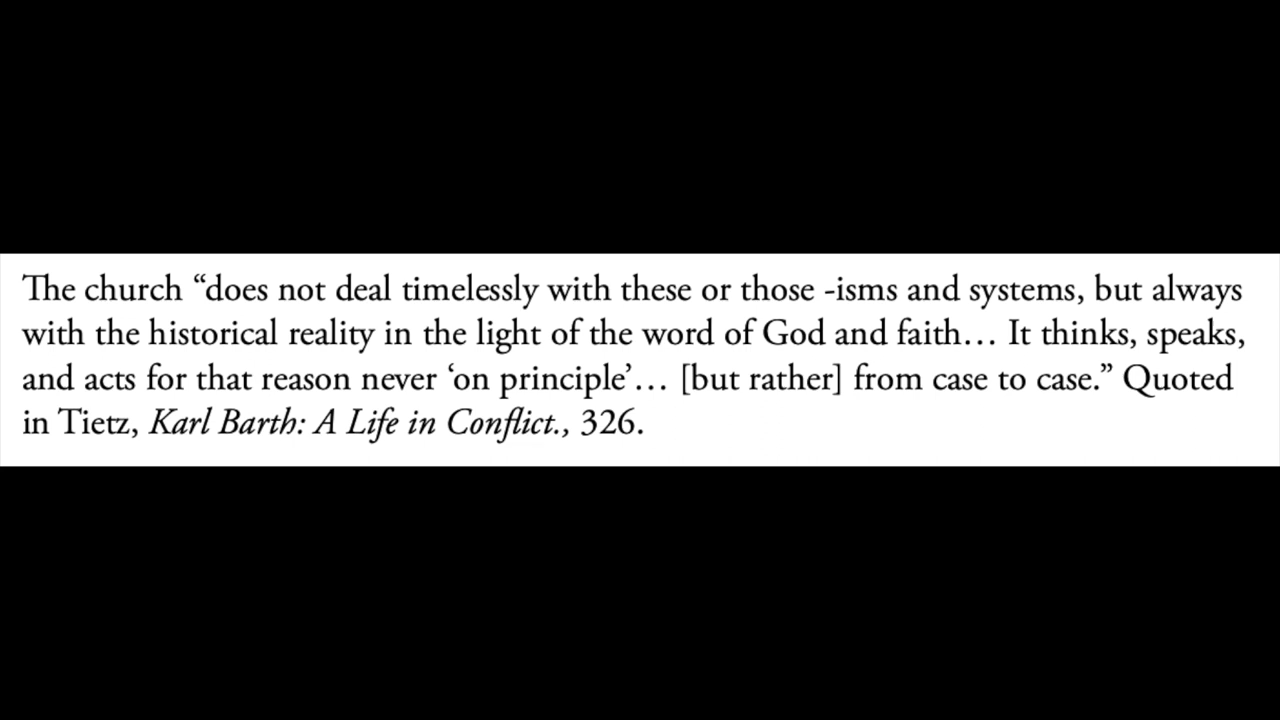 The church “does not deal timelessly with these or those -isms and systems, but always
with the historical reality in the light of the word of God and faith… It thinks, speaks,
and acts for that reason never ‘on principle’… [but rather] from case to case.” Quoted
in Tietz, Karl Barth: A Life in Conflict., 326.